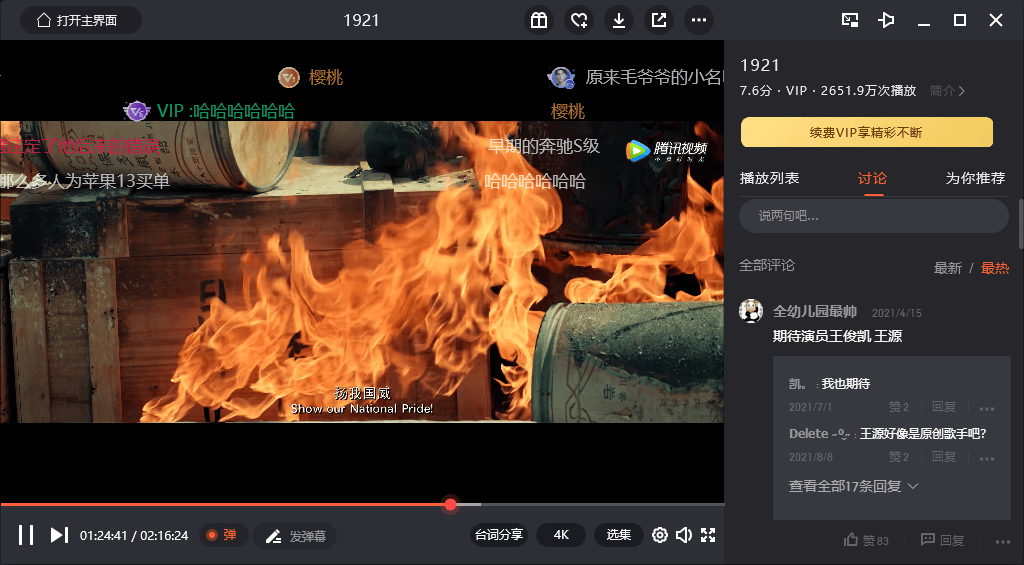 打开主界面
1921
樱桃
原来毛爷爷的小名
VIP :哈哈哈哈哈哈
樱桃
早期的奔驰S级
腾讯视频
不负好时光
那么多人为苹果13买单
哈哈哈哈哈哈
扬我国威
Show our National Pride!
01:24:41 / 02:16:24
弹
发弹幕
台词分享
4K
选集
1921
7.6分 · VIP · 2651.9万次播放
简介
续费VIP享精彩不断
播放列表
讨论
为你推荐
说两句吧...
全部评论
最新 / 最热
全幼儿园最帅 2021/4/15
期待演员王俊凯 王源
凯。 : 我也期待
2021/7/1 赞 2 回复
Delete ~º~ : 王源好像是原创歌手吧?
2021/8/8 赞 2 回复
查看全部17条回复
赞 83 回复